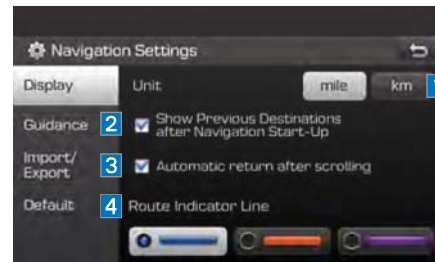 Navigation Settings
Display
Unit
mile
km
1
Guidance
2
Show Previous Destinations
after Navigation Start-Up
Import/
Export
3
Automatic return after scrolling
Default
4
Route Indicator Line